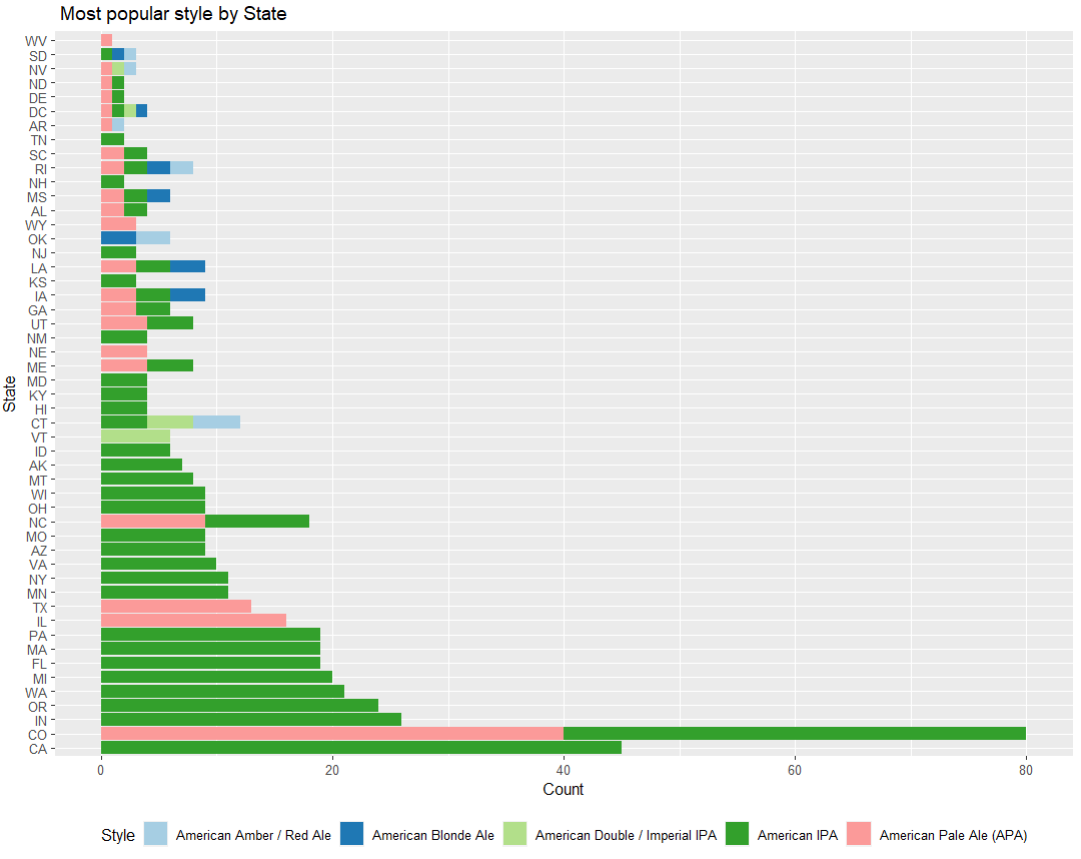 Most popular style by State
WV
SD
NV
ND
DE
DC
AR
TN
SC
RI
NH
MS
AL
WY
OK
NJ
LA
KS
IA
GA
UT
NM
NE
ME
MD
KY
HI
CT
VT
ID
AK
MT
WI
OH
NC
MO
AZ
VA
NY
MN
TX
IL
PA
MA
FL
MI
WA
OR
IN
CO
CA
State
0 20 40 60 80
Count
Style American Amber / Red Ale American Blonde Ale American Double / Imperial IPA American IPA American Pale Ale (APA)